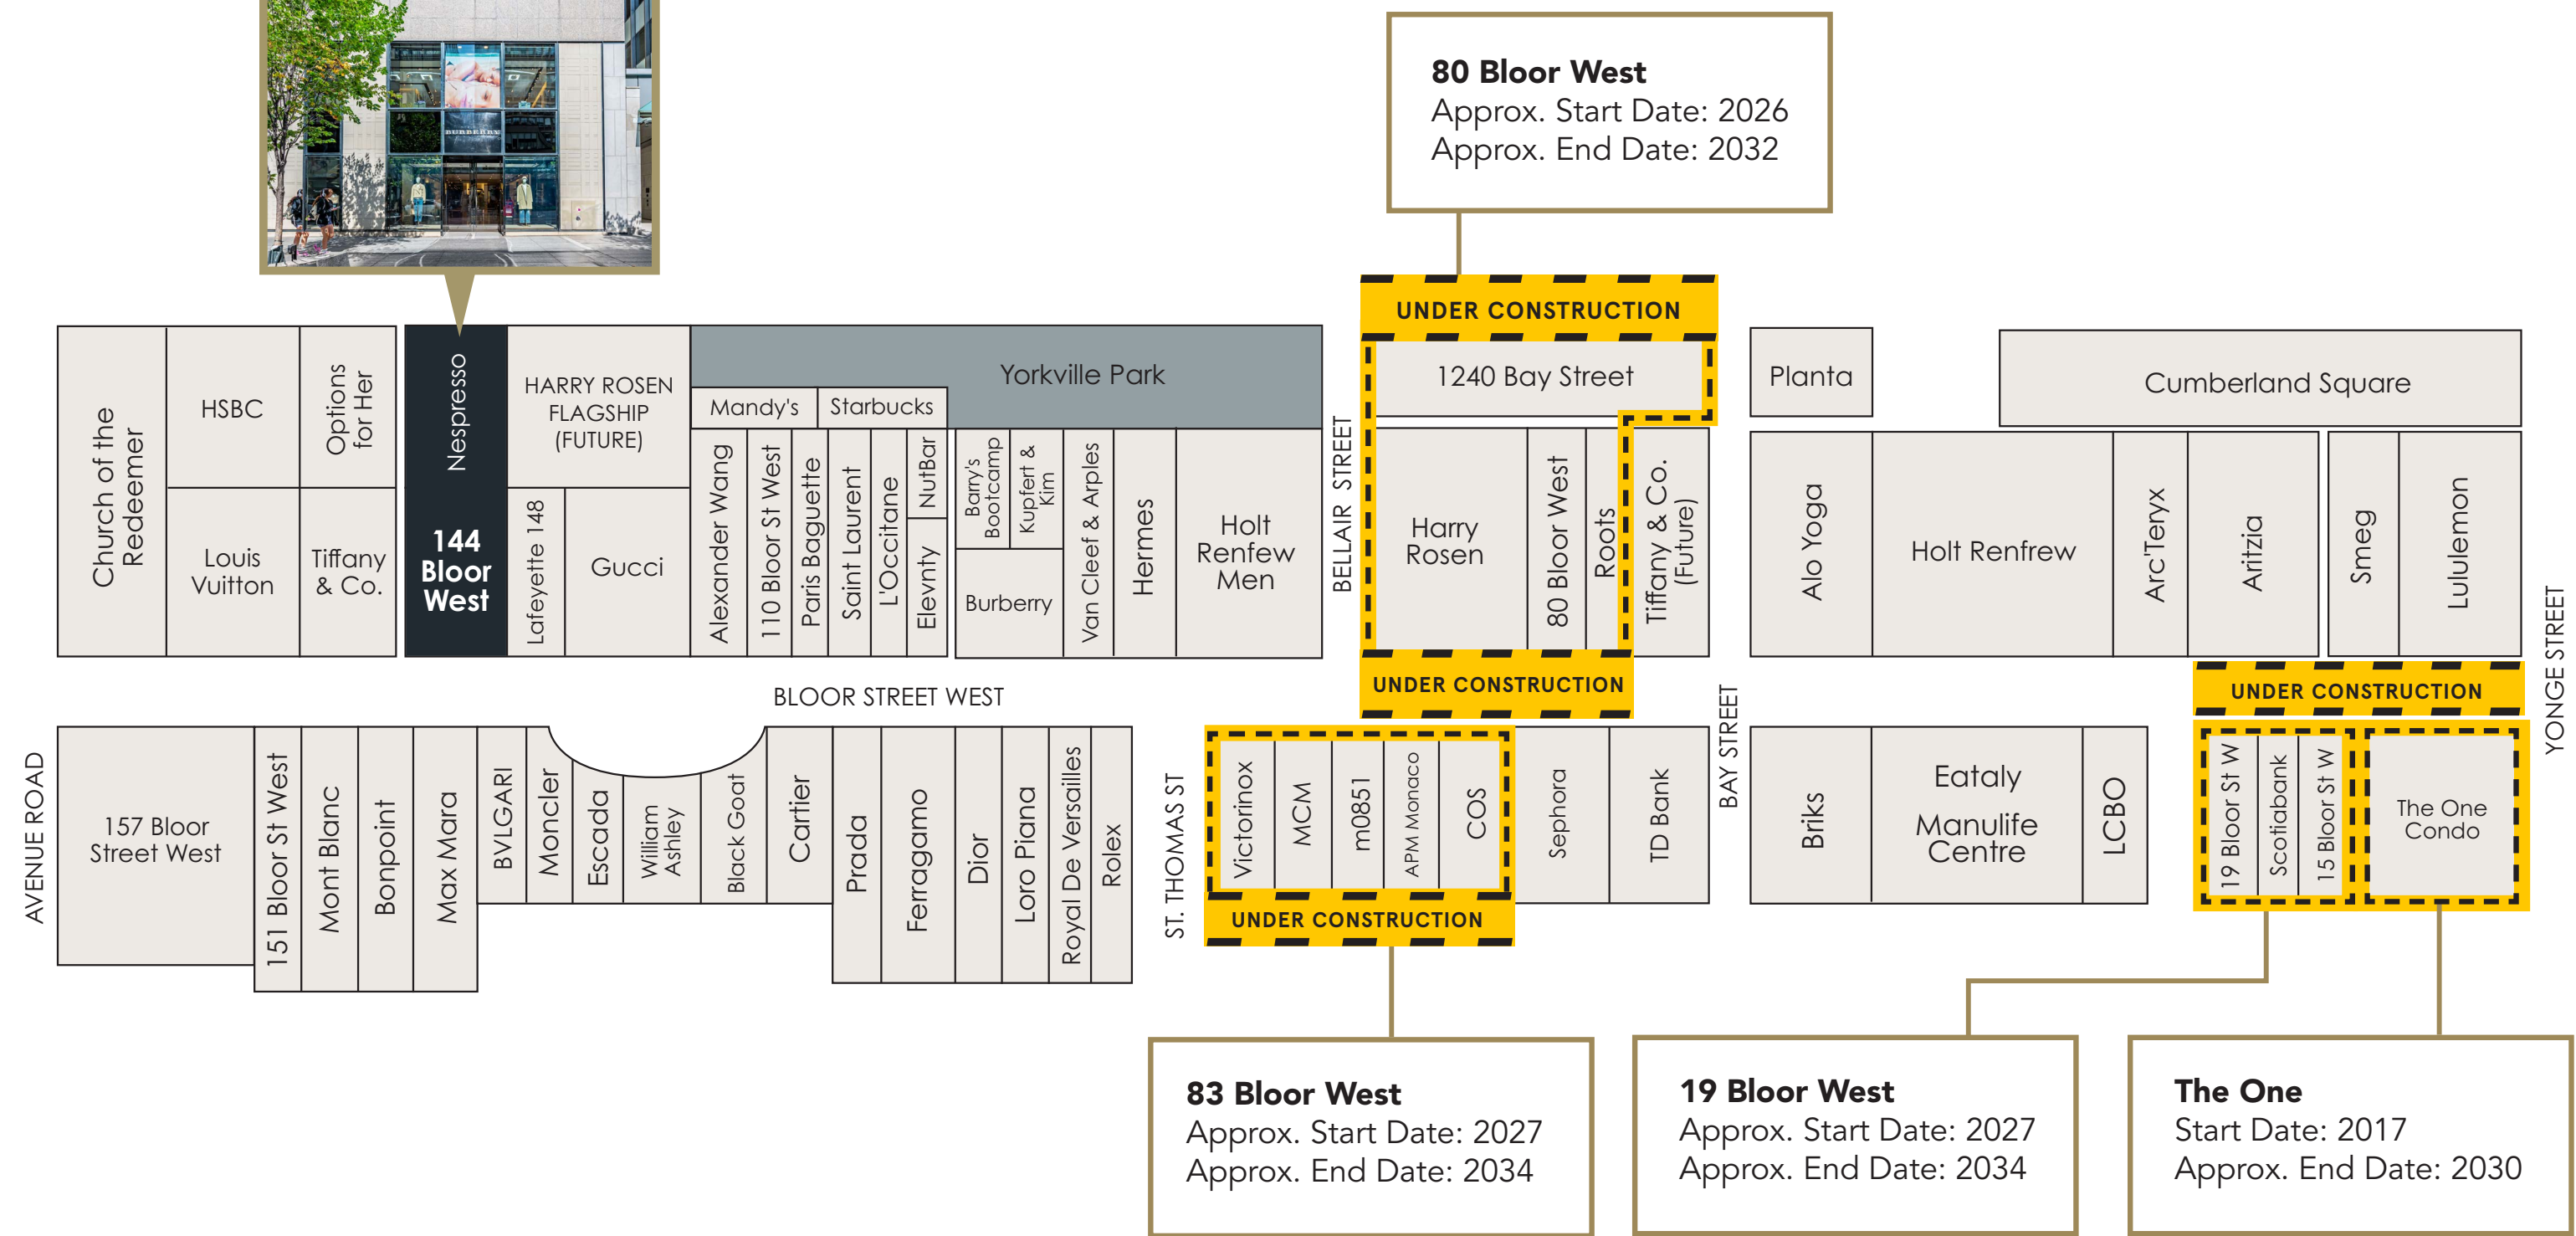 BURBERRY
80 Bloor West
Approx. Start Date: 2026
Approx. End Date: 2032
UNDER CONSTRUCTION
Church of the
Redeemer
HSBC
Options
for Her
Louis
Vuitton
Tiffany
& Co.
Nespresso
144
Bloor
West
HARRY ROSEN
FLAGSHIP
(FUTURE)
Lafeyette 148
Gucci
Yorkville Park
Mandy's
Starbucks
Alexander Wang
110 Bloor St West
Paris Baguette
Saint Laurent
L'Occitane
NutBar
Elevnty
Barry's
Bootcamp
Kupfert &
Kim
Burberry
Van Cleef & Arples
Hermes
Holt
Renfew
Men
BELLAIR STREET
1240 Bay Street
Harry
Rosen
80 Bloor West
Roots
Tiffany & Co.
(Future)
UNDER CONSTRUCTION
Planta
Cumberland Square
Alo Yoga
Holt Renfrew
Arc'Teryx
Aritzia
Smeg
Lululemon
YONGE STREET
UNDER CONSTRUCTION
BLOOR STREET WEST
AVENUE ROAD
157 Bloor
Street West
151 Bloor St West
Mont Blanc
Bonpoint
Max Mara
BVLGARI
Moncler
Escada
William
Ashley
Black Goat
Cartier
Prada
Ferragamo
Dior
Loro Piana
Royal De Versailles
Rolex
ST. THOMAS ST
Victorinox
MCM
m0851
APM Monaco
COS
UNDER CONSTRUCTION
Sephora
TD Bank
BAY STREET
Briks
Eataly
Manulife
Centre
LCBO
19 Bloor St W
Scotiabank
15 Bloor St W
The One
Condo
83 Bloor West
Approx. Start Date: 2027
Approx. End Date: 2034
19 Bloor West
Approx. Start Date: 2027
Approx. End Date: 2034
The One
Start Date: 2017
Approx. End Date: 2030